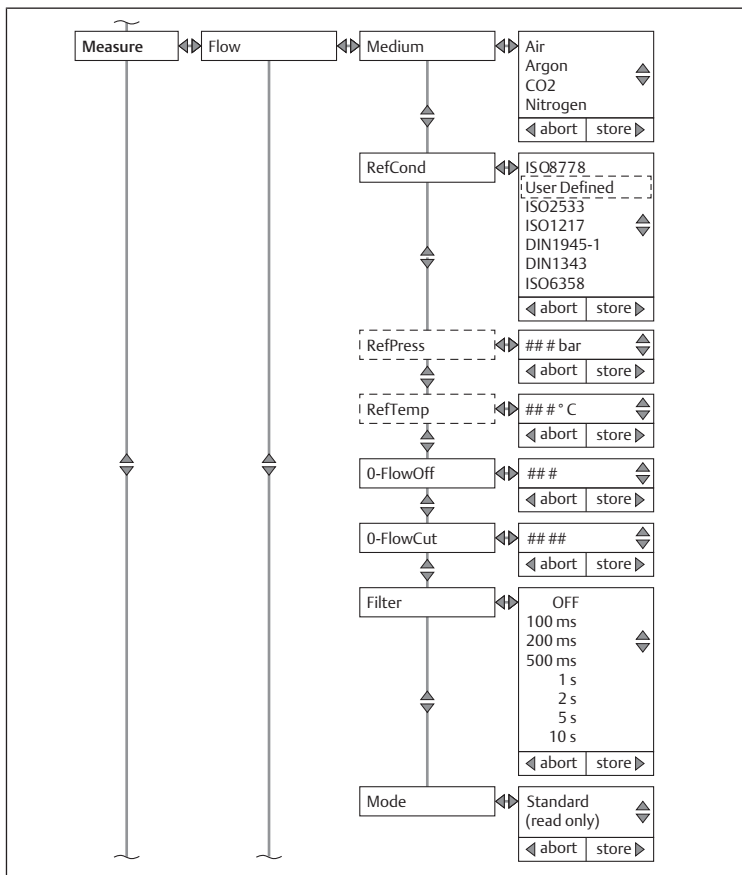 Measure Flow Medium Air
Argon
CO2
Nitrogen
abort store
RefCond ISO8778
User Defined
ISO2533
ISO1217
DIN1945-1
DIN1343
ISO6358
abort store
RefPress ## # bar
abort store
RefTemp ## # ° C
abort store
0-FlowOff ## #
abort store
0-FlowCut ## ##
abort store
Filter OFF
100 ms
200 ms
500 ms
1 s
2 s
5 s
10 s
abort store
Mode Standard
(read only)
abort store